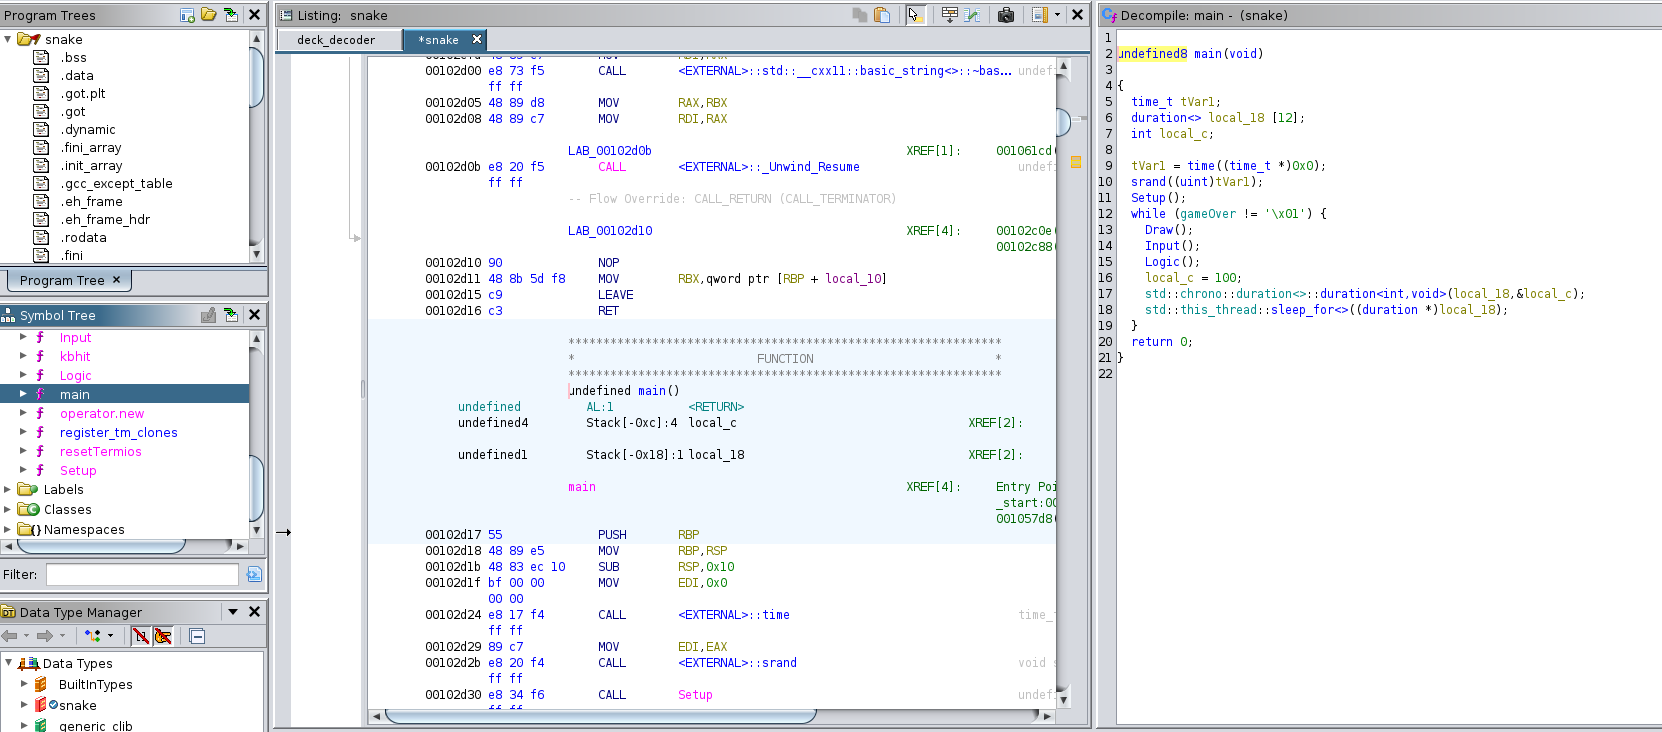 Program Trees
snake
.bss
.data
.got.plt
.got
.dynamic
.fini_array
.init_array
.gcc_except_table
.eh_frame
.eh_frame_hdr
.rodata
.fini
Program Tree
Symbol Tree
Input
kbhit
Logic
main
operator.new
register_tm_clones
resetTermios
Setup
Labels
Classes
Namespaces
Filter:
Data Type Manager
Data Types
BuiltInTypes
snake
generic_clib
Listing: snake
deck_decoder
*snake
00102d00 e8 73 f5 CALL <EXTERNAL>::std::__cxx11::basic_string<>::~bas... undef
ff ff
00102d05 48 89 d8 MOV RAX,RBX
00102d08 48 89 c7 MOV RDI,RAX
LAB_00102d0b XREF[1]: 001061cd(
00102d0b e8 20 f5 CALL <EXTERNAL>::_Unwind_Resume undef
ff ff
-- Flow Override: CALL_RETURN (CALL_TERMINATOR)
LAB_00102d10 XREF[4]: 00102c0e(
00102c88(
00102d10 90 NOP
00102d11 48 8b 5d f8 MOV RBX,qword ptr [RBP + local_10]
00102d15 c9 LEAVE
00102d16 c3 RET
**************************************************************
* FUNCTION *
**************************************************************
undefined main()
undefined AL:1 <RETURN>
undefined4 Stack[-0xc]:4 local_c XREF[2]:
undefined1 Stack[-0x18]:1 local_18 XREF[2]:
main XREF[4]: Entry Poi
_start:00
001057d8(
00102d17 55 PUSH RBP
00102d18 48 89 e5 MOV RBP,RSP
00102d1b 48 83 ec 10 SUB RSP,0x10
00102d1f bf 00 00 MOV EDI,0x0
00 00
00102d24 e8 17 f4 CALL <EXTERNAL>::time time_
ff ff
00102d29 89 c7 MOV EDI,EAX
00102d2b e8 20 f4 CALL <EXTERNAL>::srand void s
ff ff
00102d30 e8 34 f6 CALL Setup undef
Decompile: main - (snake)
1
2 undefined8 main(void)
3
4 {
5 time_t tVar1;
6 duration<> local_18 [12];
7 int local_c;
8
9 tVar1 = time((time_t *)0x0);
10 srand((uint)tVar1);
11 Setup();
12 while (gameOver != '\x01') {
13 Draw();
14 Input();
15 Logic();
16 local_c = 100;
17 std::chrono::duration<>::duration<int,void>(local_18,&local_c);
18 std::this_thread::sleep_for<>((duration *)local_18);
19 }
20 return 0;
21 }
22